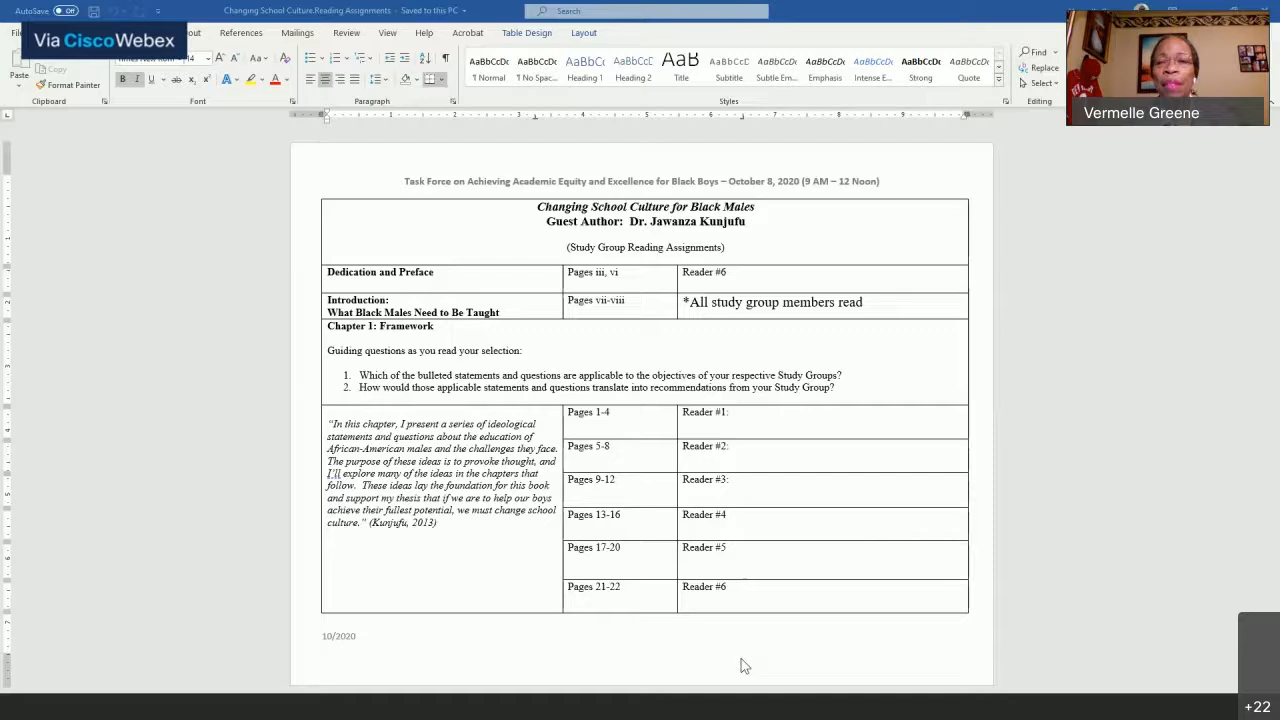 AutoSave Off
Changing School Culture.Reading Assignments - Saved to this PC
Search
Via CiscoWebex
References Mailings Review View Help Acrobat Table Design Layout
Paste
Copy
Format Painter
Clipboard
B I U ab x₂ x²
Font
Paragraph
AaBbCcDc AaBbCcDc AaBbCc AaBbCcD AaB AaBbCcD AaBbCcDc AaBbCcDc AaBbCcDc AaBbCcDc AaBbCcDc
¶ Normal ¶ No Spac... Heading 1 Heading 2 Title Subtitle Subtle Em... Emphasis Intense E... Strong Quote
Styles
Find
Replace
Select
Editing
Vermelle Greene
Task Force on Achieving Academic Equity and Excellence for Black Boys – October 8, 2020 (9 AM – 12 Noon)
Changing School Culture for Black Males
Guest Author: Dr. Jawanza Kunjufu
(Study Group Reading Assignments)
Dedication and Preface Pages iii, vi Reader #6
Introduction: Pages vii-viii *All study group members read
What Black Males Need to Be Taught
Chapter 1: Framework
Guiding questions as you read your selection:
1. Which of the bulleted statements and questions are applicable to the objectives of your respective Study Groups?
2. How would those applicable statements and questions translate into recommendations from your Study Group?
“In this chapter, I present a series of ideological
statements and questions about the education of
African-American males and the challenges they face.
The purpose of these ideas is to provoke thought, and
I’ll explore many of the ideas in the chapters that
follow. These ideas lay the foundation for this book
and support my thesis that if we are to help our boys
achieve their fullest potential, we must change school
culture.” (Kunjufu, 2013)
Pages 1-4 Reader #1:
Pages 5-8 Reader #2:
Pages 9-12 Reader #3:
Pages 13-16 Reader #4
Pages 17-20 Reader #5
Pages 21-22 Reader #6
10/2020
+22